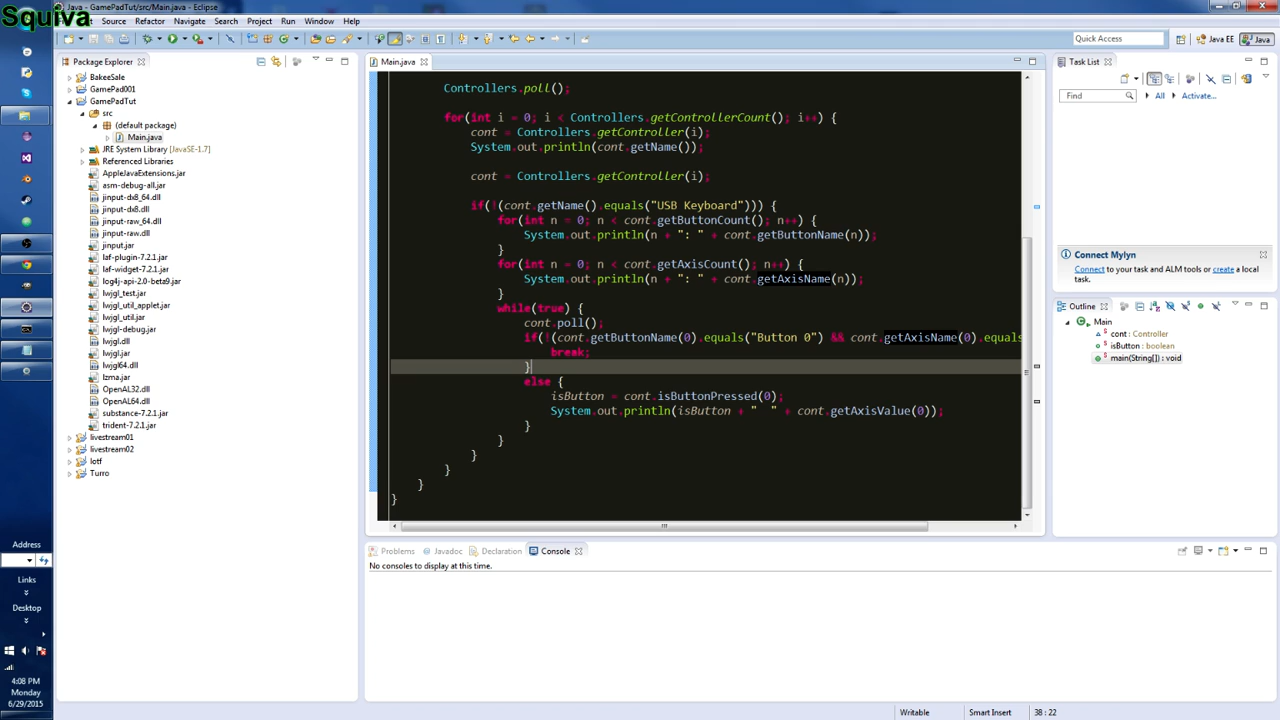 Squiva
Java - GamePadTut/src/Main.java - Eclipse
Source Refactor Navigate Search Project Run Window Help
Quick Access
Java EE
Java
Package Explorer
BakeeSale
GamePad001
GamePadTut
src
(default package)
Main.java
JRE System Library [JavaSE-1.7]
Referenced Libraries
AppleJavaExtensions.jar
asm-debug-all.jar
jinput-dx8_64.dll
jinput-dx8.dll
jinput-raw_64.dll
jinput-raw.dll
jinput.jar
laf-plugin-7.2.1.jar
laf-widget-7.2.1.jar
log4j-api-2.0-beta9.jar
lwjgl_test.jar
lwjgl_util_applet.jar
lwjgl_util.jar
lwjgl-debug.jar
lwjgl.dll
lwjgl.jar
lwjgl64.dll
lzma.jar
OpenAL32.dll
OpenAL64.dll
substance-7.2.1.jar
trident-7.2.1.jar
livestream01
livestream02
lotf
Turro
Main.java
Controllers.poll();
for(int i = 0; i < Controllers.getControllerCount(); i++) {
cont = Controllers.getController(i);
System.out.println(cont.getName());
cont = Controllers.getController(i);
if(!(cont.getName().equals("USB Keyboard"))) {
for(int n = 0; n < cont.getButtonCount(); n++) {
System.out.println(n + ": " + cont.getButtonName(n));
}
for(int n = 0; n < cont.getAxisCount(); n++) {
System.out.println(n + ": " + cont.getAxisName(n));
}
while(true) {
cont.poll();
if(!(cont.getButtonName(0).equals("Button 0") && cont.getAxisName(0).equals
break;
}
else {
isButton = cont.isButtonPressed(0);
System.out.println(isButton + "  " + cont.getAxisValue(0));
}
}
}
}
}
}
Task List
Find
All
Activate...
Connect Mylyn
Connect to your task and ALM tools or create a local
task.
Outline
Main
cont : Controller
isButton : boolean
main(String[]) : void
Problems
Javadoc
Declaration
Console
No consoles to display at this time.
Address
Links
Desktop
4:08 PM
Monday
6/29/2015
Writable
Smart Insert
38 : 22